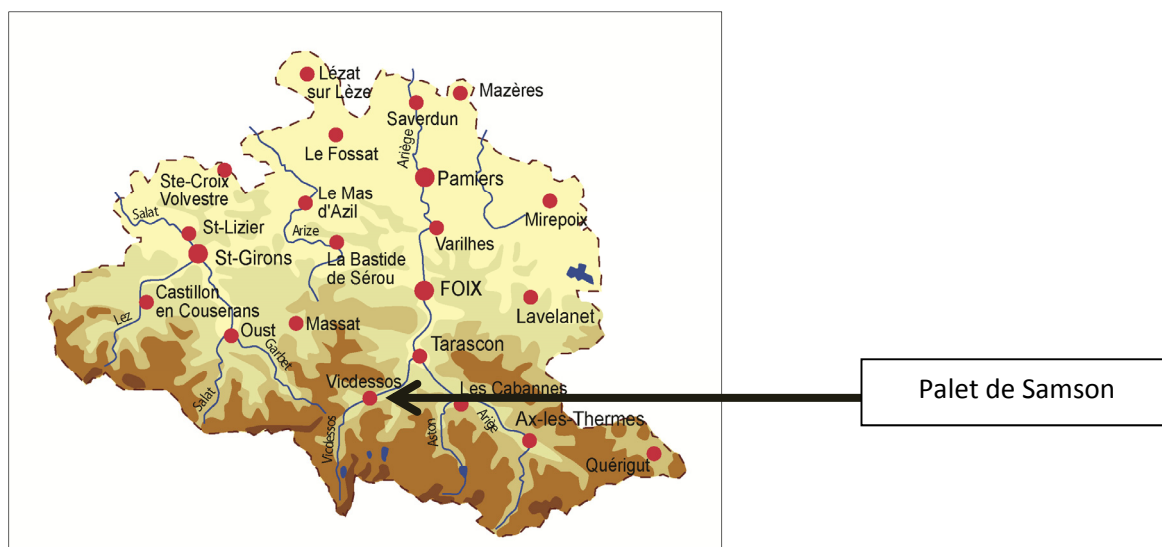 Lézat
sur Lèze
Mazères
Saverdun
Ariège
Le Fossat
Ste-Croix
Volvestre
Pamiers
Le Mas
d'Azil
Mirepoix
Salat
St-Lizier
Arize
Varilhes
St-Girons
La Bastide
de Sérou
FOIX
Castillon
en Couserans
Lavelanet
Lez
Massat
Oust
Garbet
Tarascon
Vicdessos
Les Cabannes
Palet de Samson
Salat
Vicdessos
Aston
Arige
Ax-les-Thermes
Quérigut